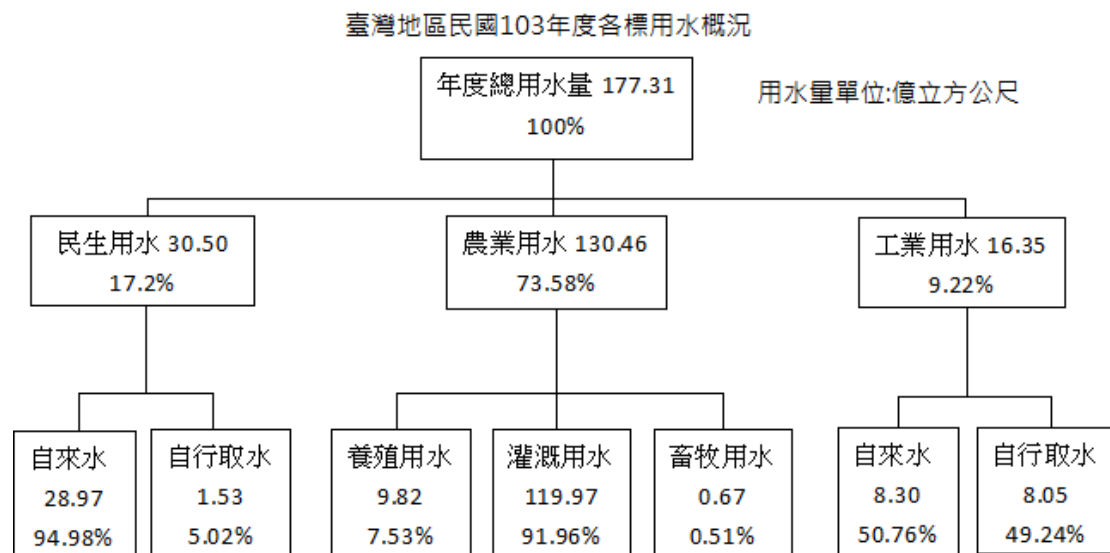 臺灣地區民國103年度各標用水概況
年度總用水量 177.31
100%
用水量單位:億立方公尺
民生用水 30.50
17.2%
農業用水 130.46
73.58%
工業用水 16.35
9.22%
自來水
28.97
94.98%
自行取水
1.53
5.02%
養殖用水
9.82
7.53%
灌溉用水
119.97
91.96%
畜牧用水
0.67
0.51%
自來水
8.30
50.76%
自行取水
8.05
49.24%